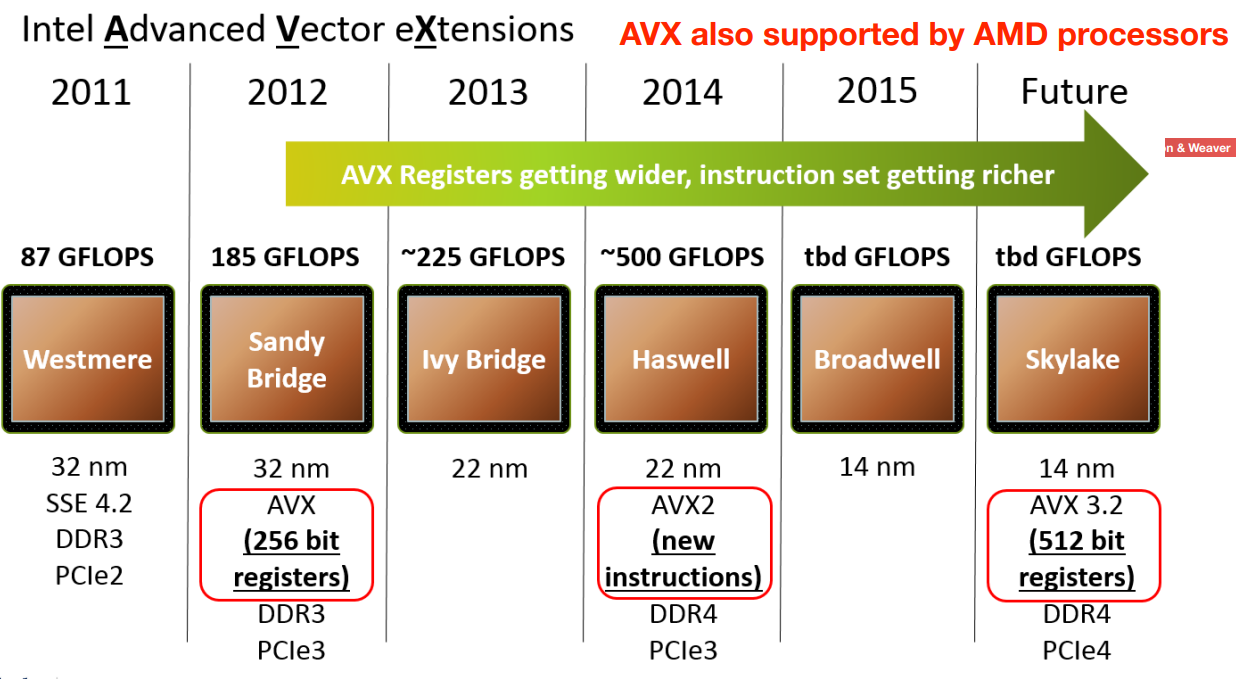 Intel Advanced Vector eXtensions
AVX also supported by AMD processors
2011
2012
2013
2014
2015
Future
n & Weaver
AVX Registers getting wider, instruction set getting richer
87 GFLOPS
185 GFLOPS
~225 GFLOPS
~500 GFLOPS
tbd GFLOPS
tbd GFLOPS
Westmere
Sandy
Bridge
Ivy Bridge
Haswell
Broadwell
Skylake
32 nm
SSE 4.2
DDR3
PCIe2
32 nm
AVX
(256 bit
registers)
DDR3
PCIe3
22 nm
22 nm
AVX2
(new
instructions)
DDR4
PCIe3
14 nm
14 nm
AVX 3.2
(512 bit
registers)
DDR4
PCIe4